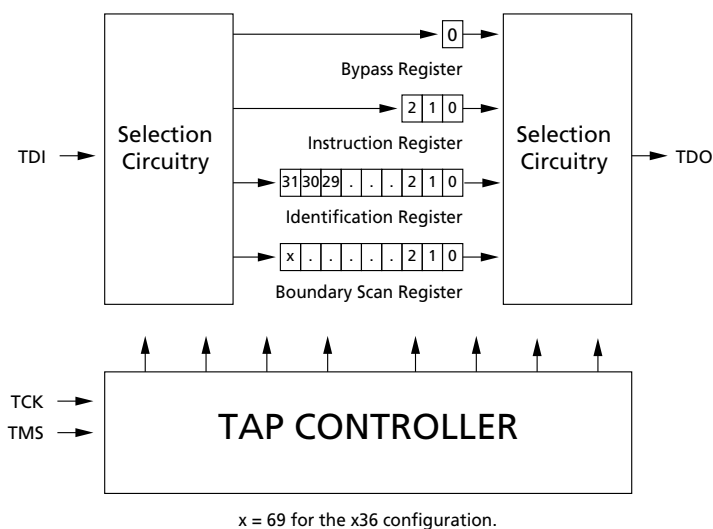 0
Bypass Register
2 1 0
Selection
Circuitry
Selection
Circuitry
Instruction Register
TDI
TDO
31 30 29 . . . 2 1 0
Identification Register
x . . . . . 2 1 0
Boundary Scan Register
TCK
TMS
TAP CONTROLLER
x = 69 for the x36 configuration.